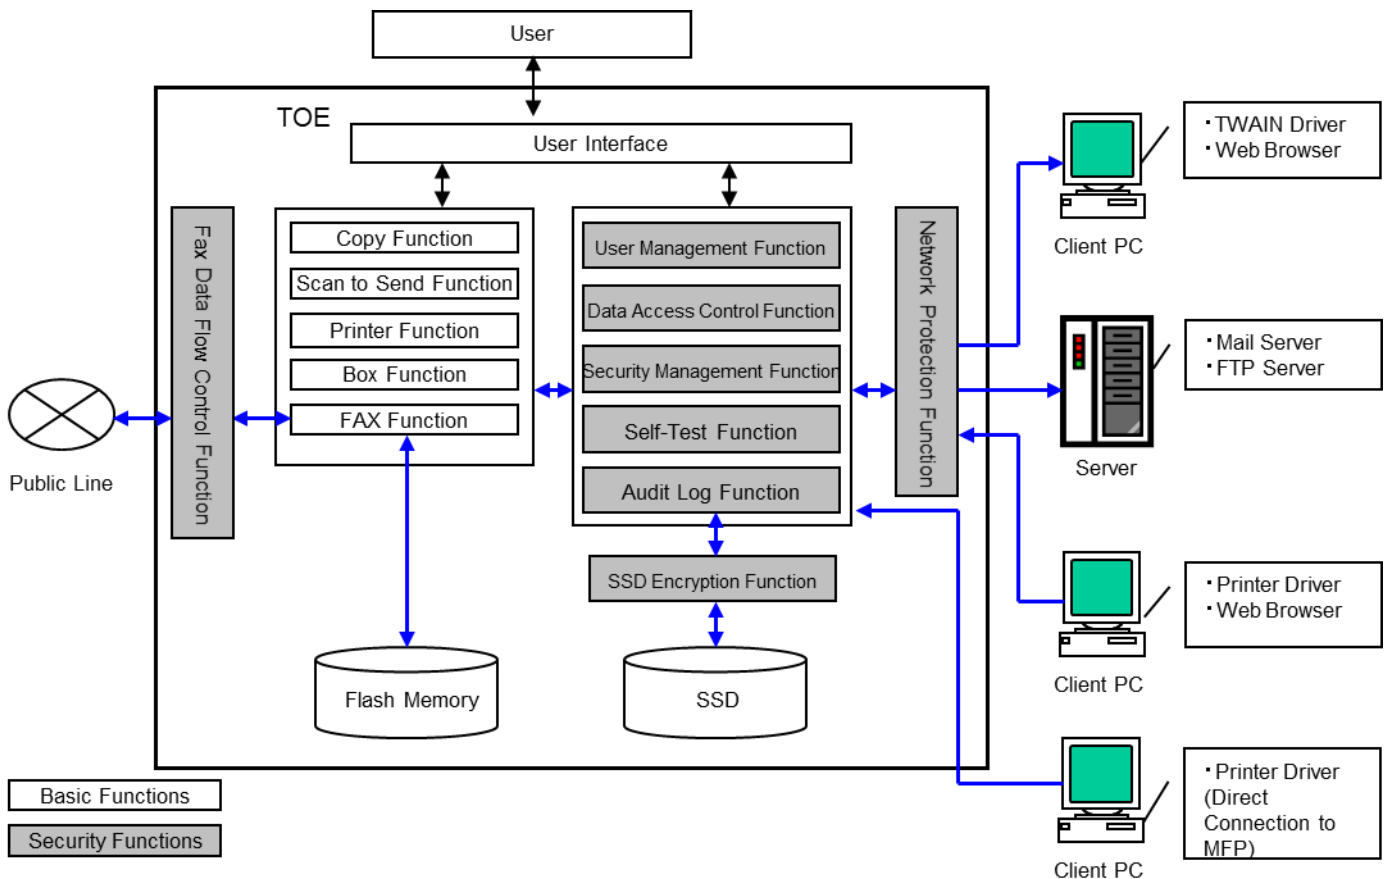 User
TOE
User Interface
Fax Data Flow Control Function
Copy Function
Scan to Send Function
Printer Function
Box Function
FAX Function
User Management Function
Data Access Control Function
Security Management Function
Self-Test Function
Audit Log Function
Network Protection Function
SSD Encryption Function
Flash Memory
SSD
Public Line
・TWAIN Driver
・Web Browser
Client PC
・Mail Server
・FTP Server
Server
・Printer Driver
・Web Browser
Client PC
・Printer Driver
(Direct
Connection to
MFP)
Client PC
Basic Functions
Security Functions